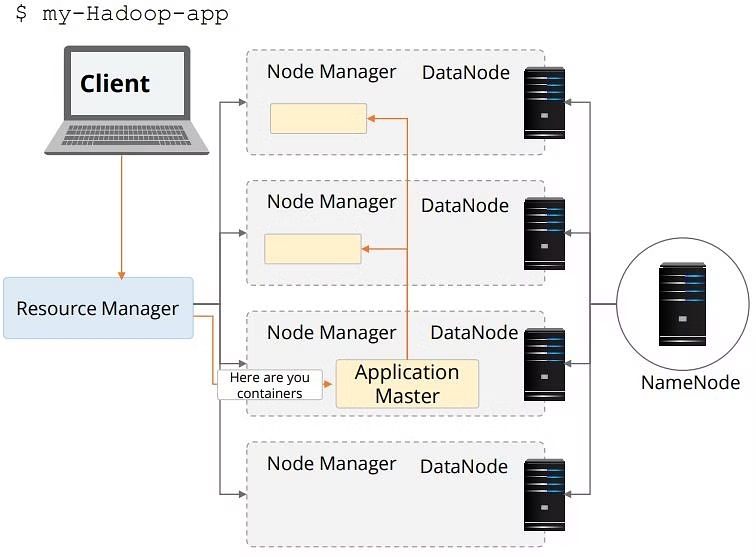 $ my-Hadoop-app
Client
Node Manager DataNode
Node Manager DataNode
Resource Manager
Node Manager DataNode
Here are you
containers
Application
Master
NameNode
Node Manager DataNode